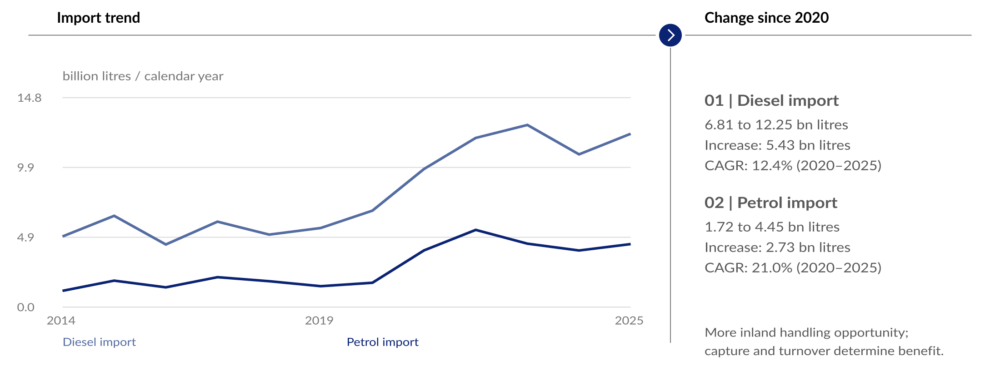 Import trend
Change since 2020
billion litres / calendar year
14.8
9.9
4.9
0.0
2014
2019
2025
Diesel import
Petrol import
01 | Diesel import
6.81 to 12.25 bn litres
Increase: 5.43 bn litres
CAGR: 12.4% (2020–2025)
02 | Petrol import
1.72 to 4.45 bn litres
Increase: 2.73 bn litres
CAGR: 21.0% (2020–2025)
More inland handling opportunity;
capture and turnover determine benefit.